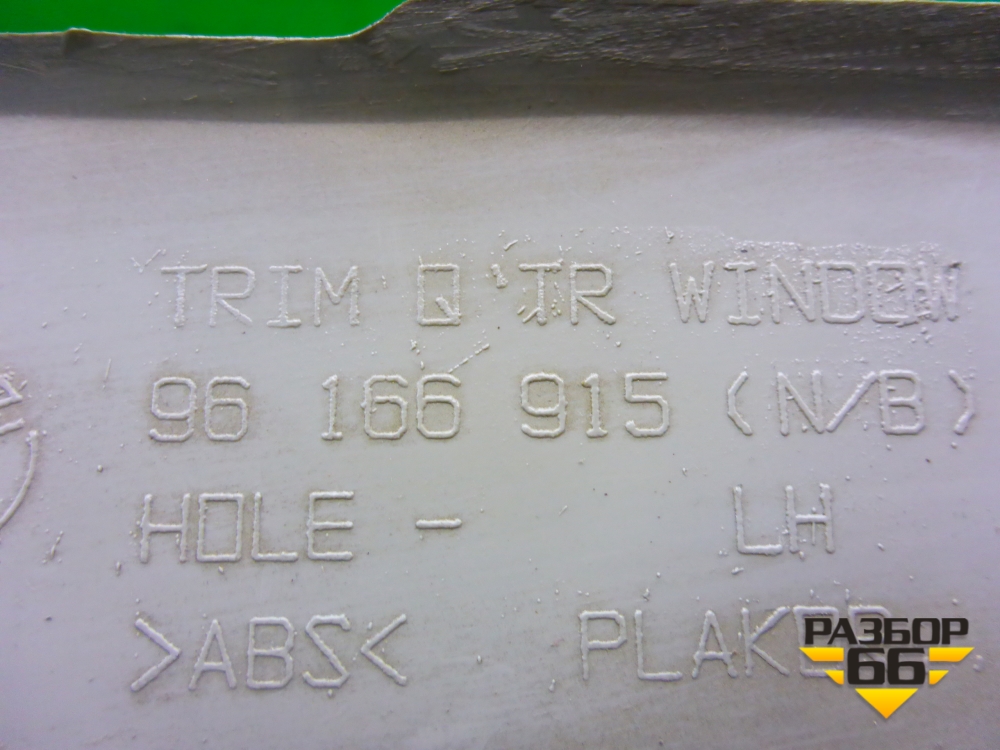 TRIM Q'TR WINDOW
96 166 915 (N/B)
HOLE - LH
>ABS<
РАЗБОР
66